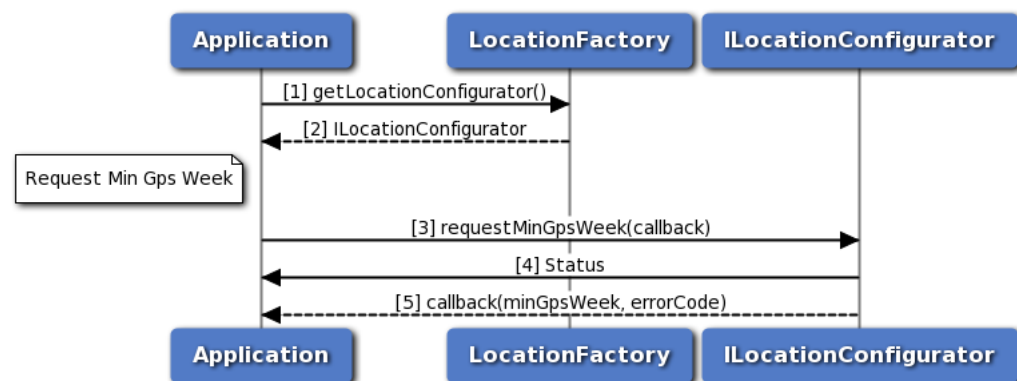 Application
LocationFactory
ILocationConfigurator
[1] getLocationConfigurator()
[2] ILocationConfigurator
Request Min Gps Week
[3] requestMinGpsWeek(callback)
[4] Status
[5] callback(minGpsWeek, errorCode)
Application
LocationFactory
ILocationConfigurator